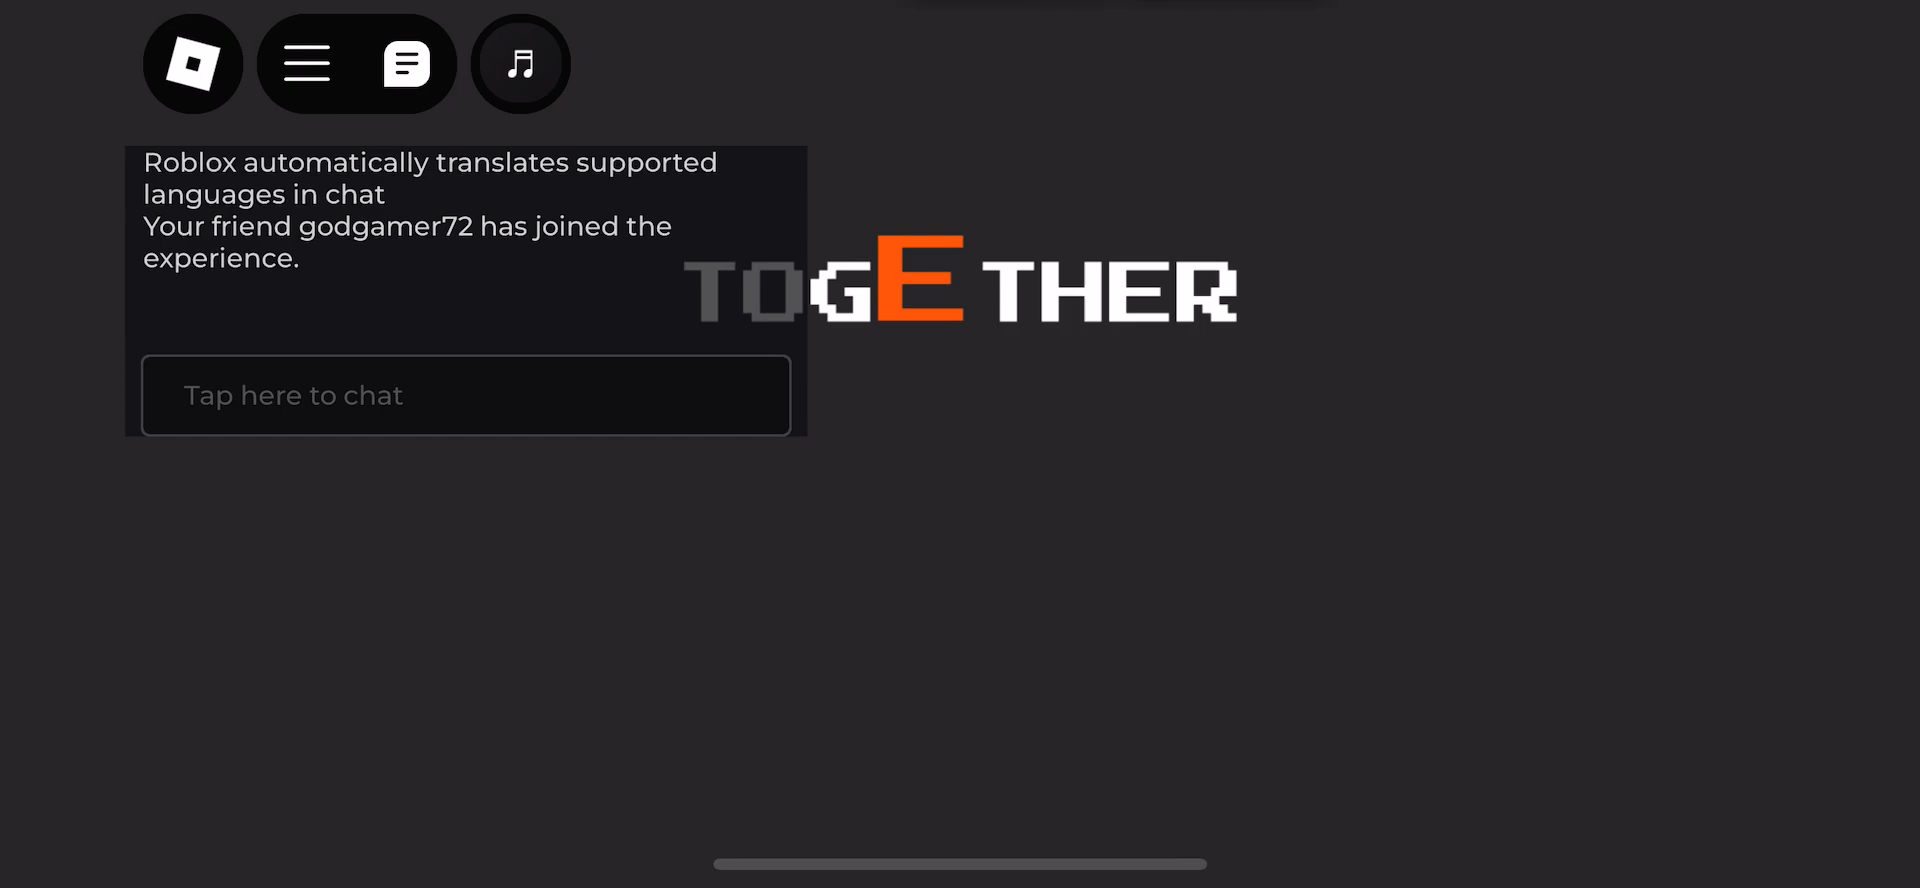 Roblox automatically translates supported
languages in chat
Your friend godgamer72 has joined the
experience.
TOGETHER
Tap here to chat